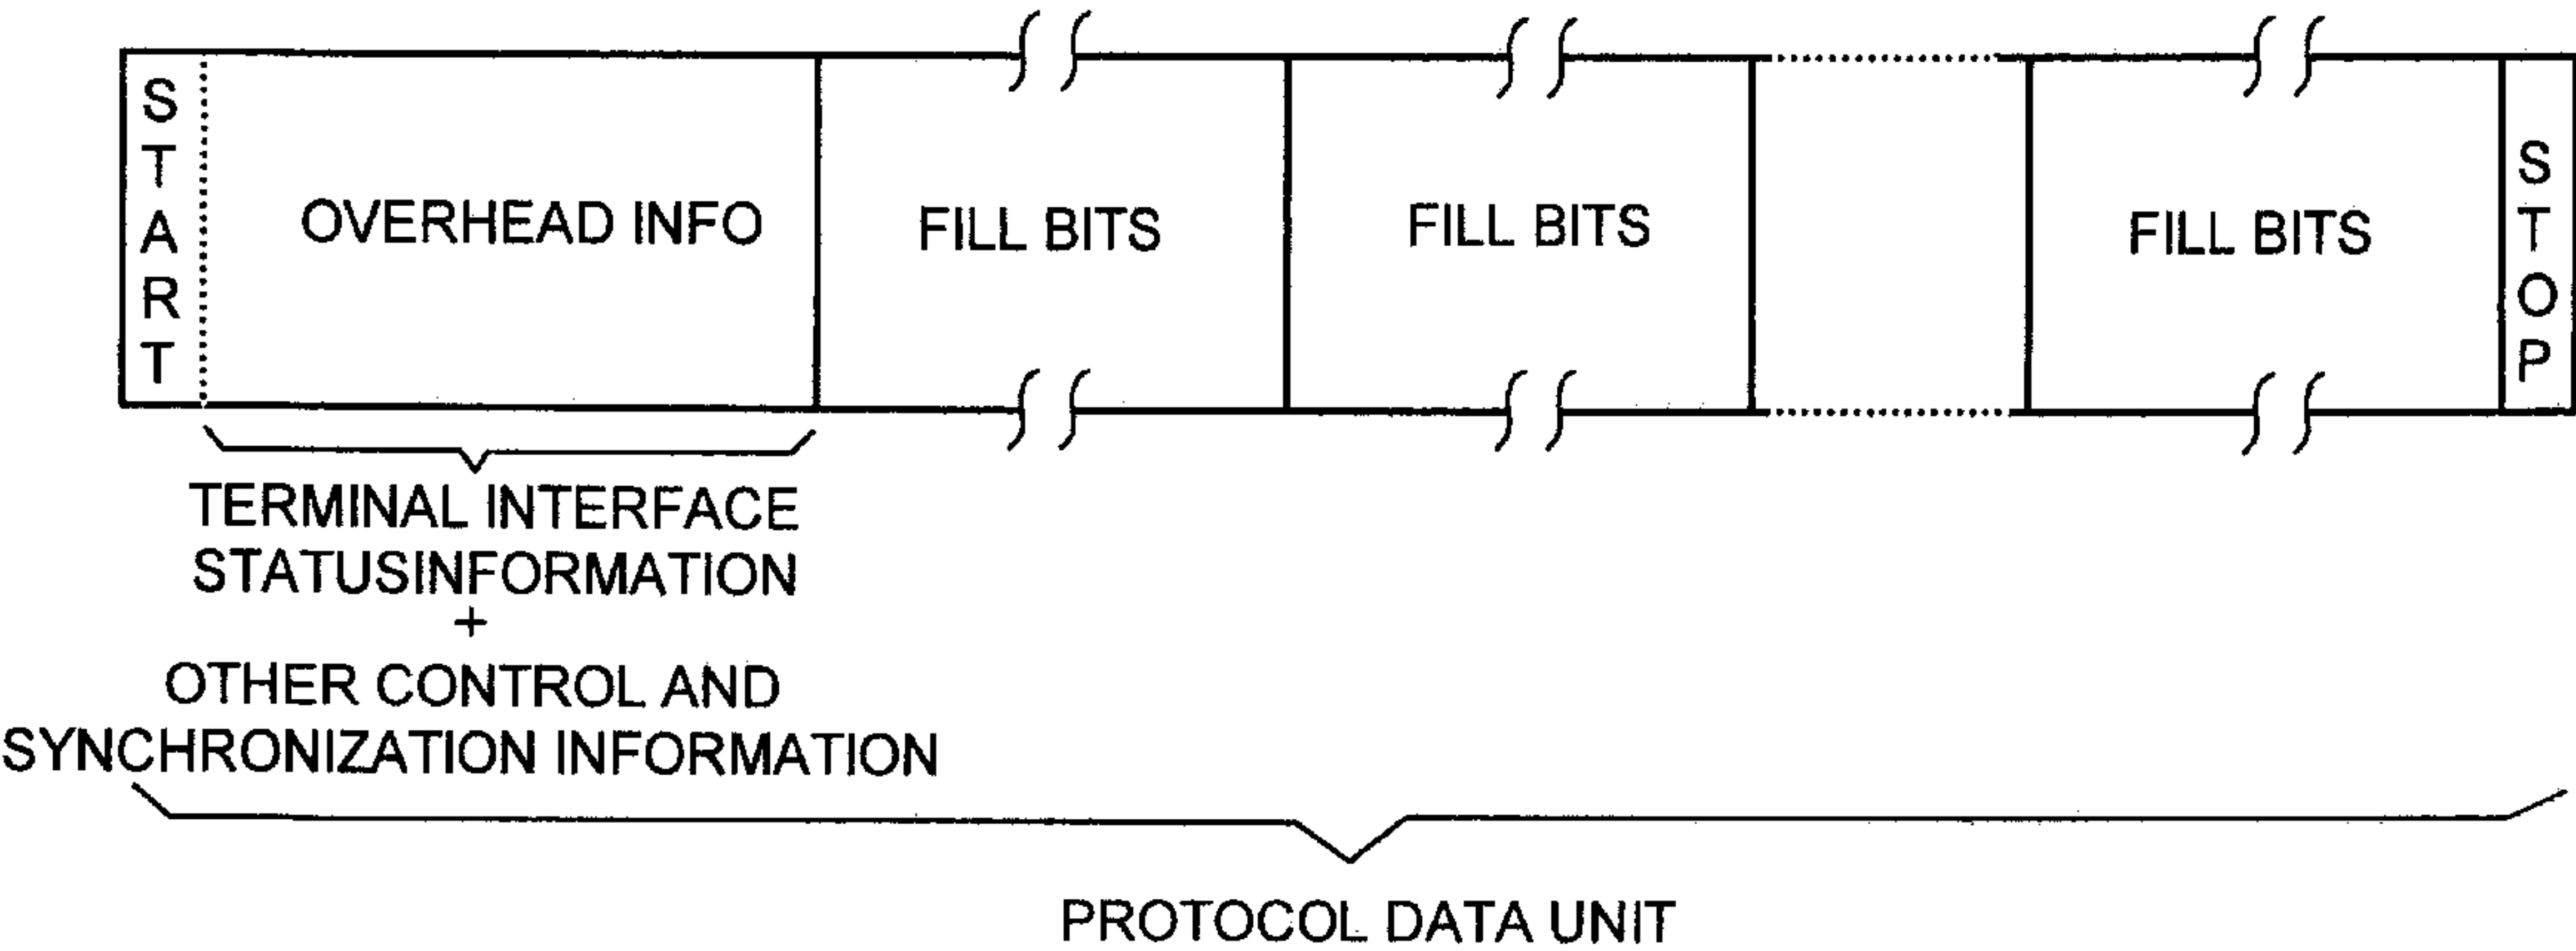 START
OVERHEAD INFO
FILL BITS
FILL BITS
FILL BITS
STOP
TERMINAL INTERFACE
STATUSINFORMATION
+
OTHER CONTROL AND
SYNCHRONIZATION INFORMATION
PROTOCOL DATA UNIT